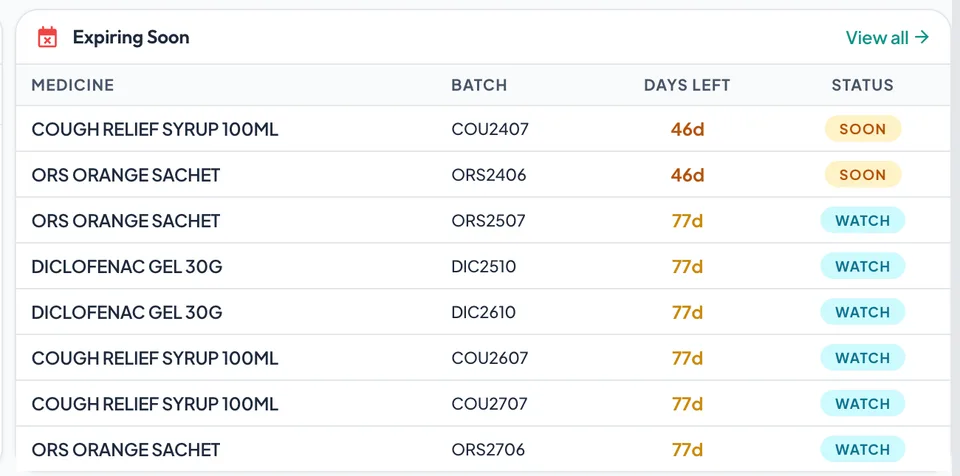 Expiring Soon View all →
MEDICINE BATCH DAYS LEFT STATUS
COUGH RELIEF SYRUP 100ML COU2407 46d SOON
ORS ORANGE SACHET ORS2406 46d SOON
ORS ORANGE SACHET ORS2507 77d WATCH
DICLOFENAC GEL 30G DIC2510 77d WATCH
DICLOFENAC GEL 30G DIC2610 77d WATCH
COUGH RELIEF SYRUP 100ML COU2607 77d WATCH
COUGH RELIEF SYRUP 100ML COU2707 77d WATCH
ORS ORANGE SACHET ORS2706 77d WATCH